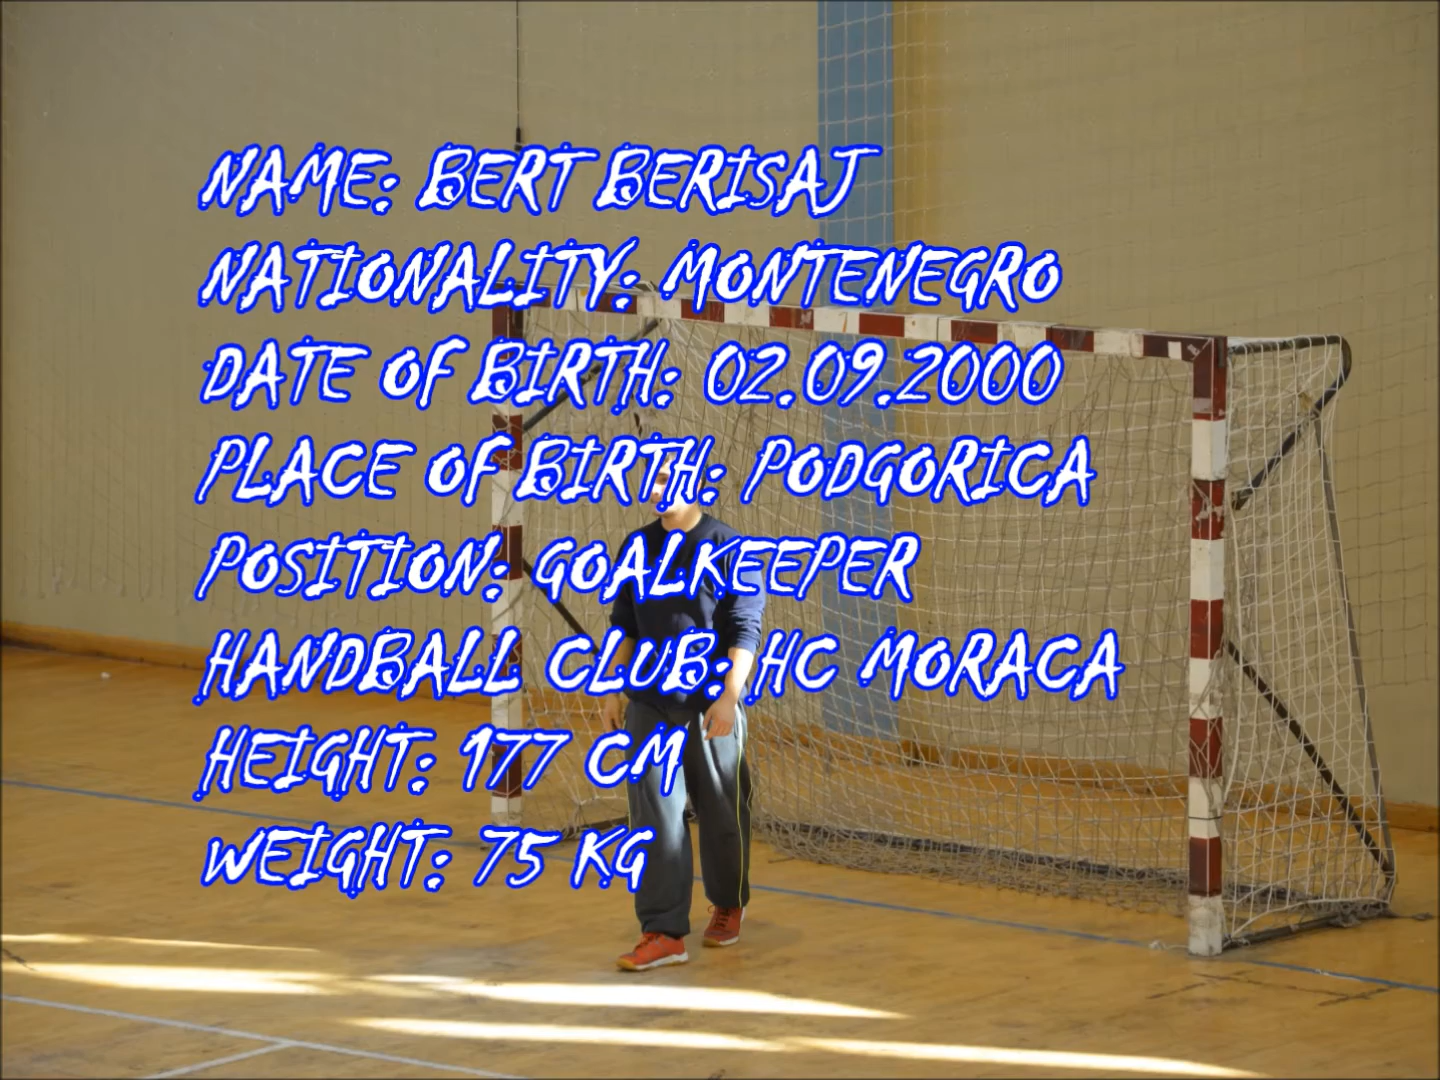 NAME: BERT BERISAJ
NATIONALITY: MONTENEGRO
DATE OF BIRTH: 02.09.2000
PLACE OF BIRTH: PODGORICA
POSITION: GOALKEEPER
HANDBALL CLUB: HC MORACA
HEIGHT: 177 CM
WEIGHT: 75 KG